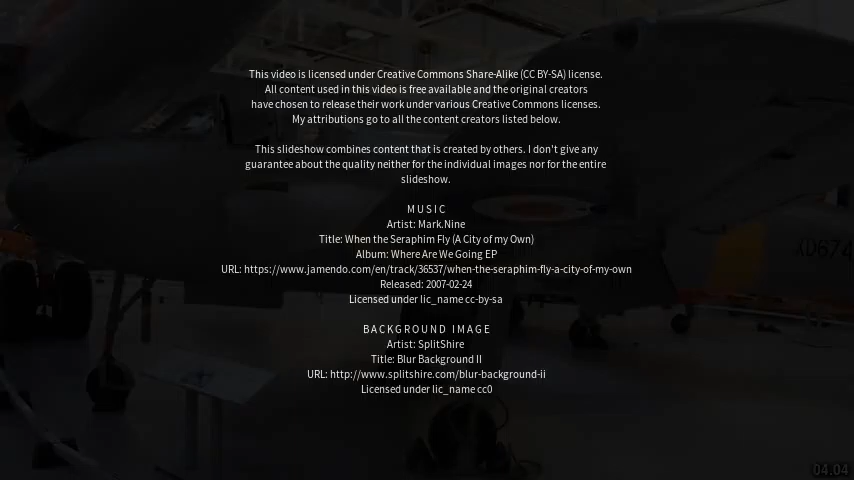 This video is licensed under Creative Commons Share-Alike (CC BY-SA) license.
All content used in this video is free available and the original creators
have chosen to release their work under various Creative Commons licenses.
My attributions go to all the content creators listed below.
This slideshow combines content that is created by others. I don't give any
guarantee about the quality neither for the individual images nor for the entire
slideshow.
MUSIC
Artist: Mark.Nine
Title: When the Seraphim Fly (A City of my Own)
Album: Where Are We Going EP
URL: https://www.jamendo.com/en/track/36537/when-the-seraphim-fly-a-city-of-my-own
Released: 2007-02-24
Licensed under lic_name cc-by-sa
BACKGROUND IMAGE
Artist: SplitShire
Title: Blur Background II
URL: http://www.splitshire.com/blur-background-ii
Licensed under lic_name cc0
XD674
04.04